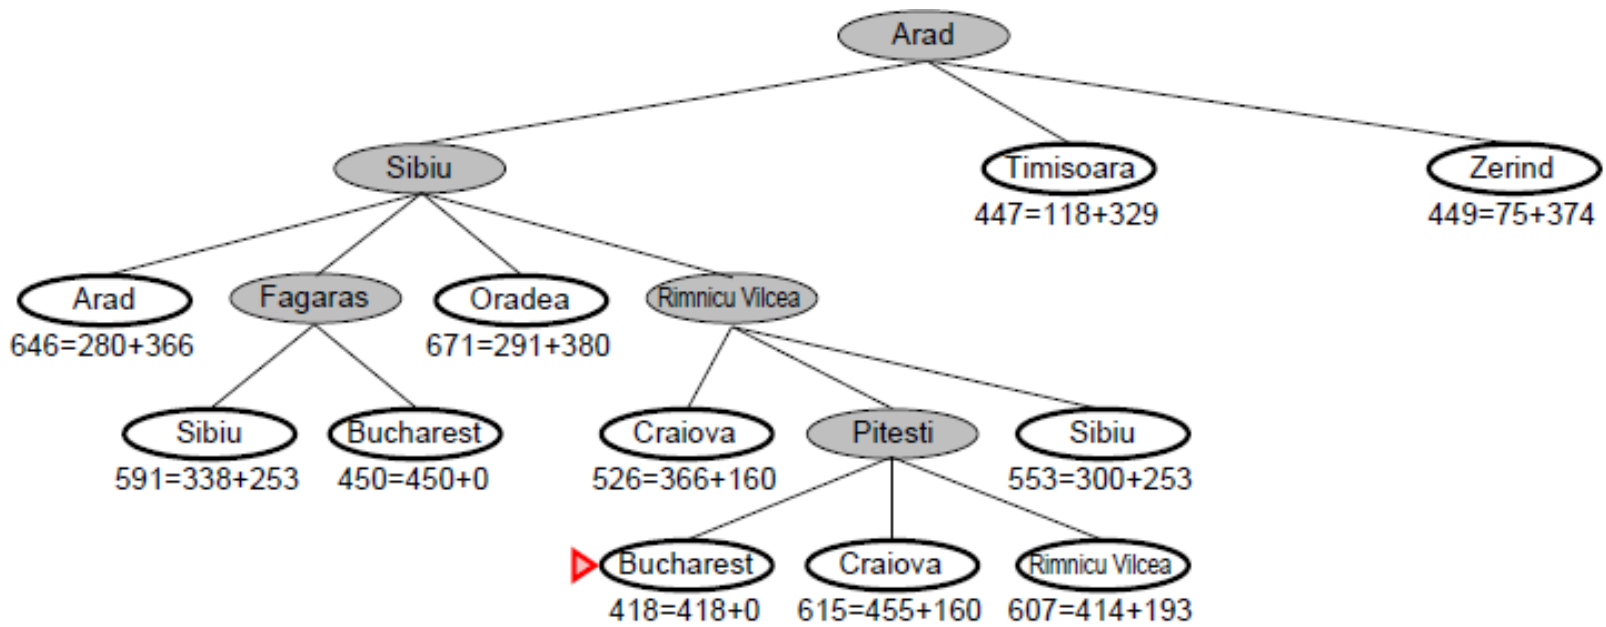 Arad
Sibiu
Timisoara
Zerind
447=118+329
449=75+374
Arad
Fagaras
Oradea
Rimnicu Vilcea
646=280+366
671=291+380
Sibiu
Bucharest
Craiova
Pitesti
Sibiu
591=338+253
450=450+0
526=366+160
553=300+253
Bucharest
Craiova
Rimnicu Vilcea
418=418+0
615=455+160
607=414+193